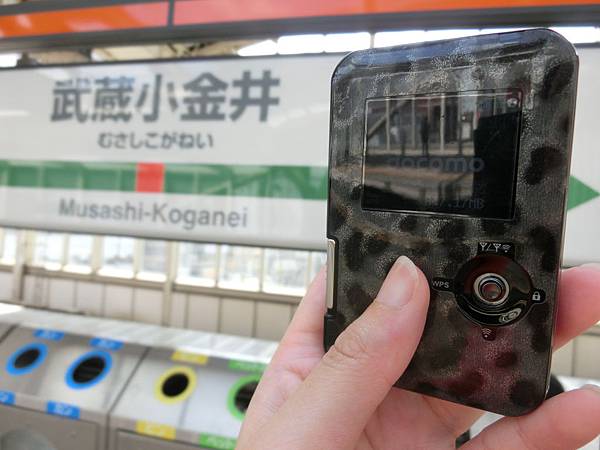 武蔵小金井
むさしこがねい
Musashi-Koganei
docomo
WPS